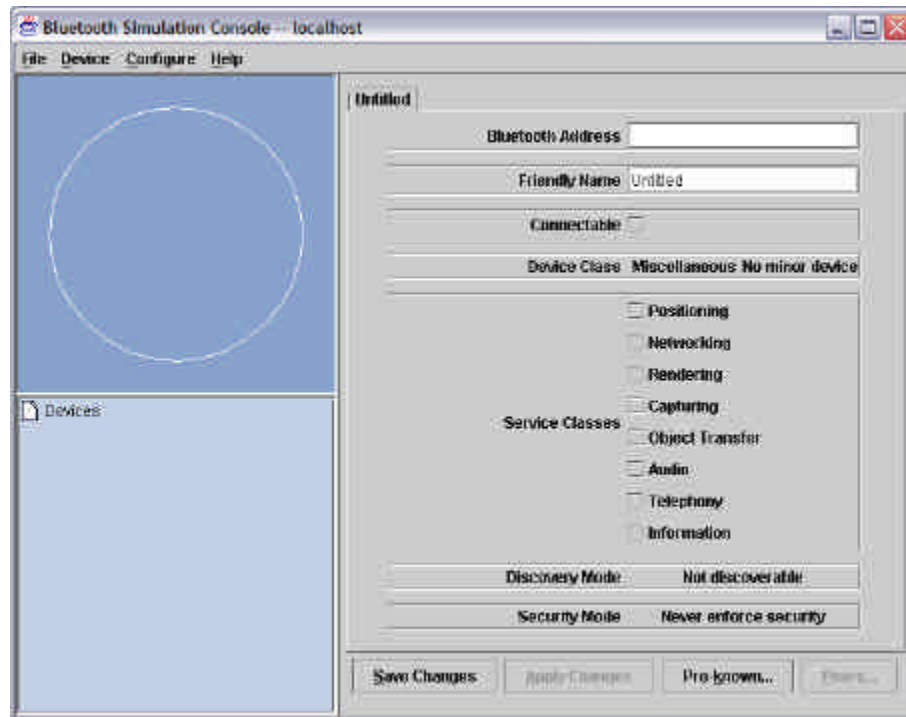 Bluetooth Simulation Console -- localhost
File Device Configure Help
Untitled
Bluetooth Address
Friendly Name Untitled
Connectable
Device Class Miscellaneous No minor device
Positioning
Networking
Rendering
Capturing
Service Classes
Object Transfer
Audio
Telephony
Information
Devices
Discovery Mode Not discoverable
Security Mode Never enforce security
Save Changes Apply Changes Pre-known...